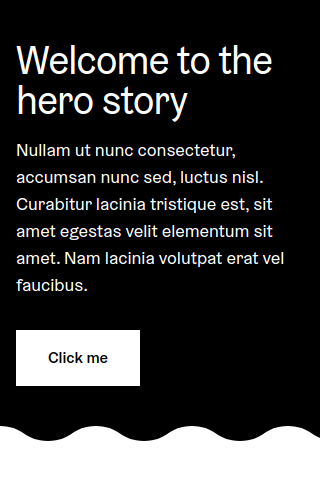 Welcome to the
hero story
Nullam ut nunc consectetur,
accumsan nunc sed, luctus nisl.
Curabitur lacinia tristique est, sit
amet egestas velit elementum sit
amet. Nam lacinia volutpat erat vel
faucibus.
Click me